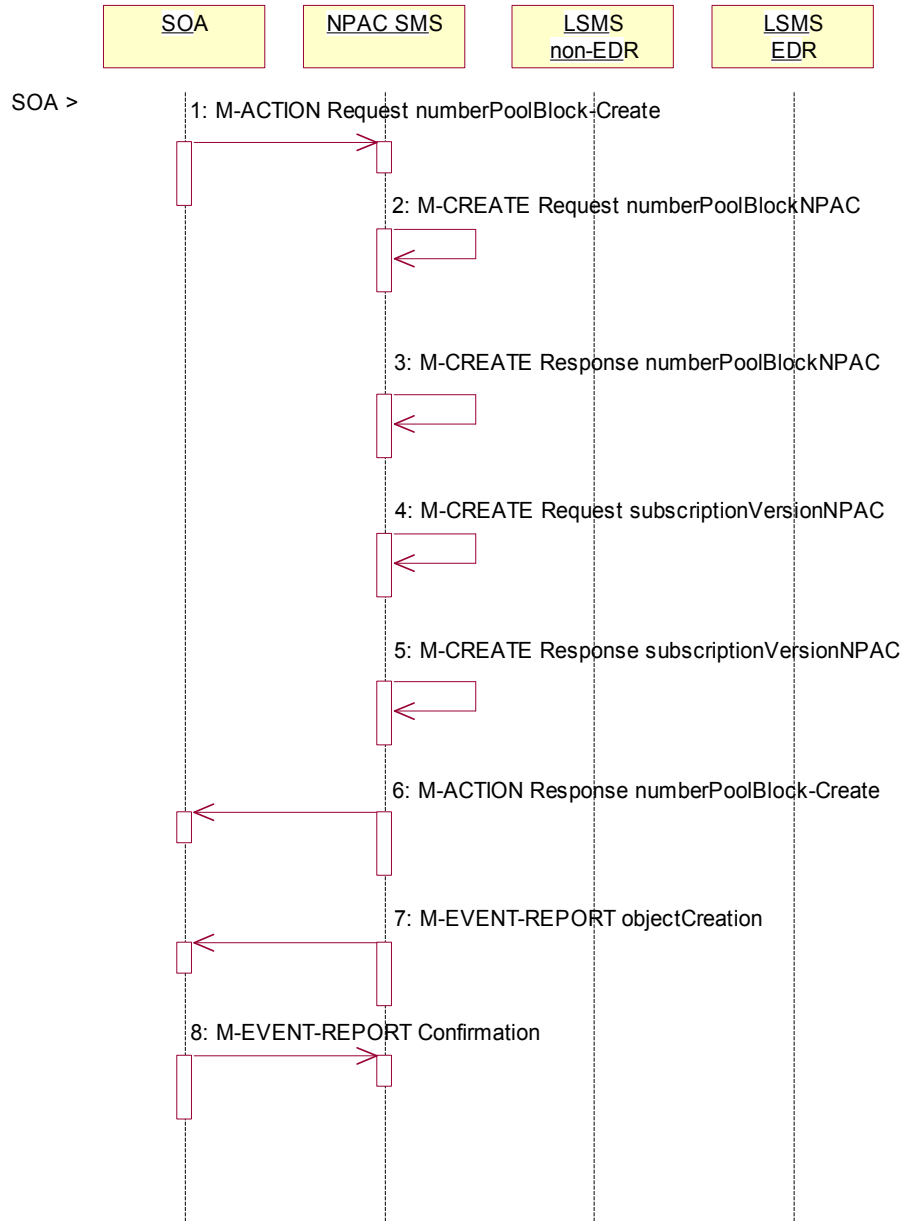 SOA
NPAC SMS
LSMS
non-EDR
LSMS
EDR
SOA >
1: M-ACTION Request numberPoolBlock-Create
2: M-CREATE Request numberPoolBlockNPAC
3: M-CREATE Response numberPoolBlockNPAC
4: M-CREATE Request subscriptionVersionNPAC
5: M-CREATE Response subscriptionVersionNPAC
6: M-ACTION Response numberPoolBlock-Create
7: M-EVENT-REPORT objectCreation
8: M-EVENT-REPORT Confirmation